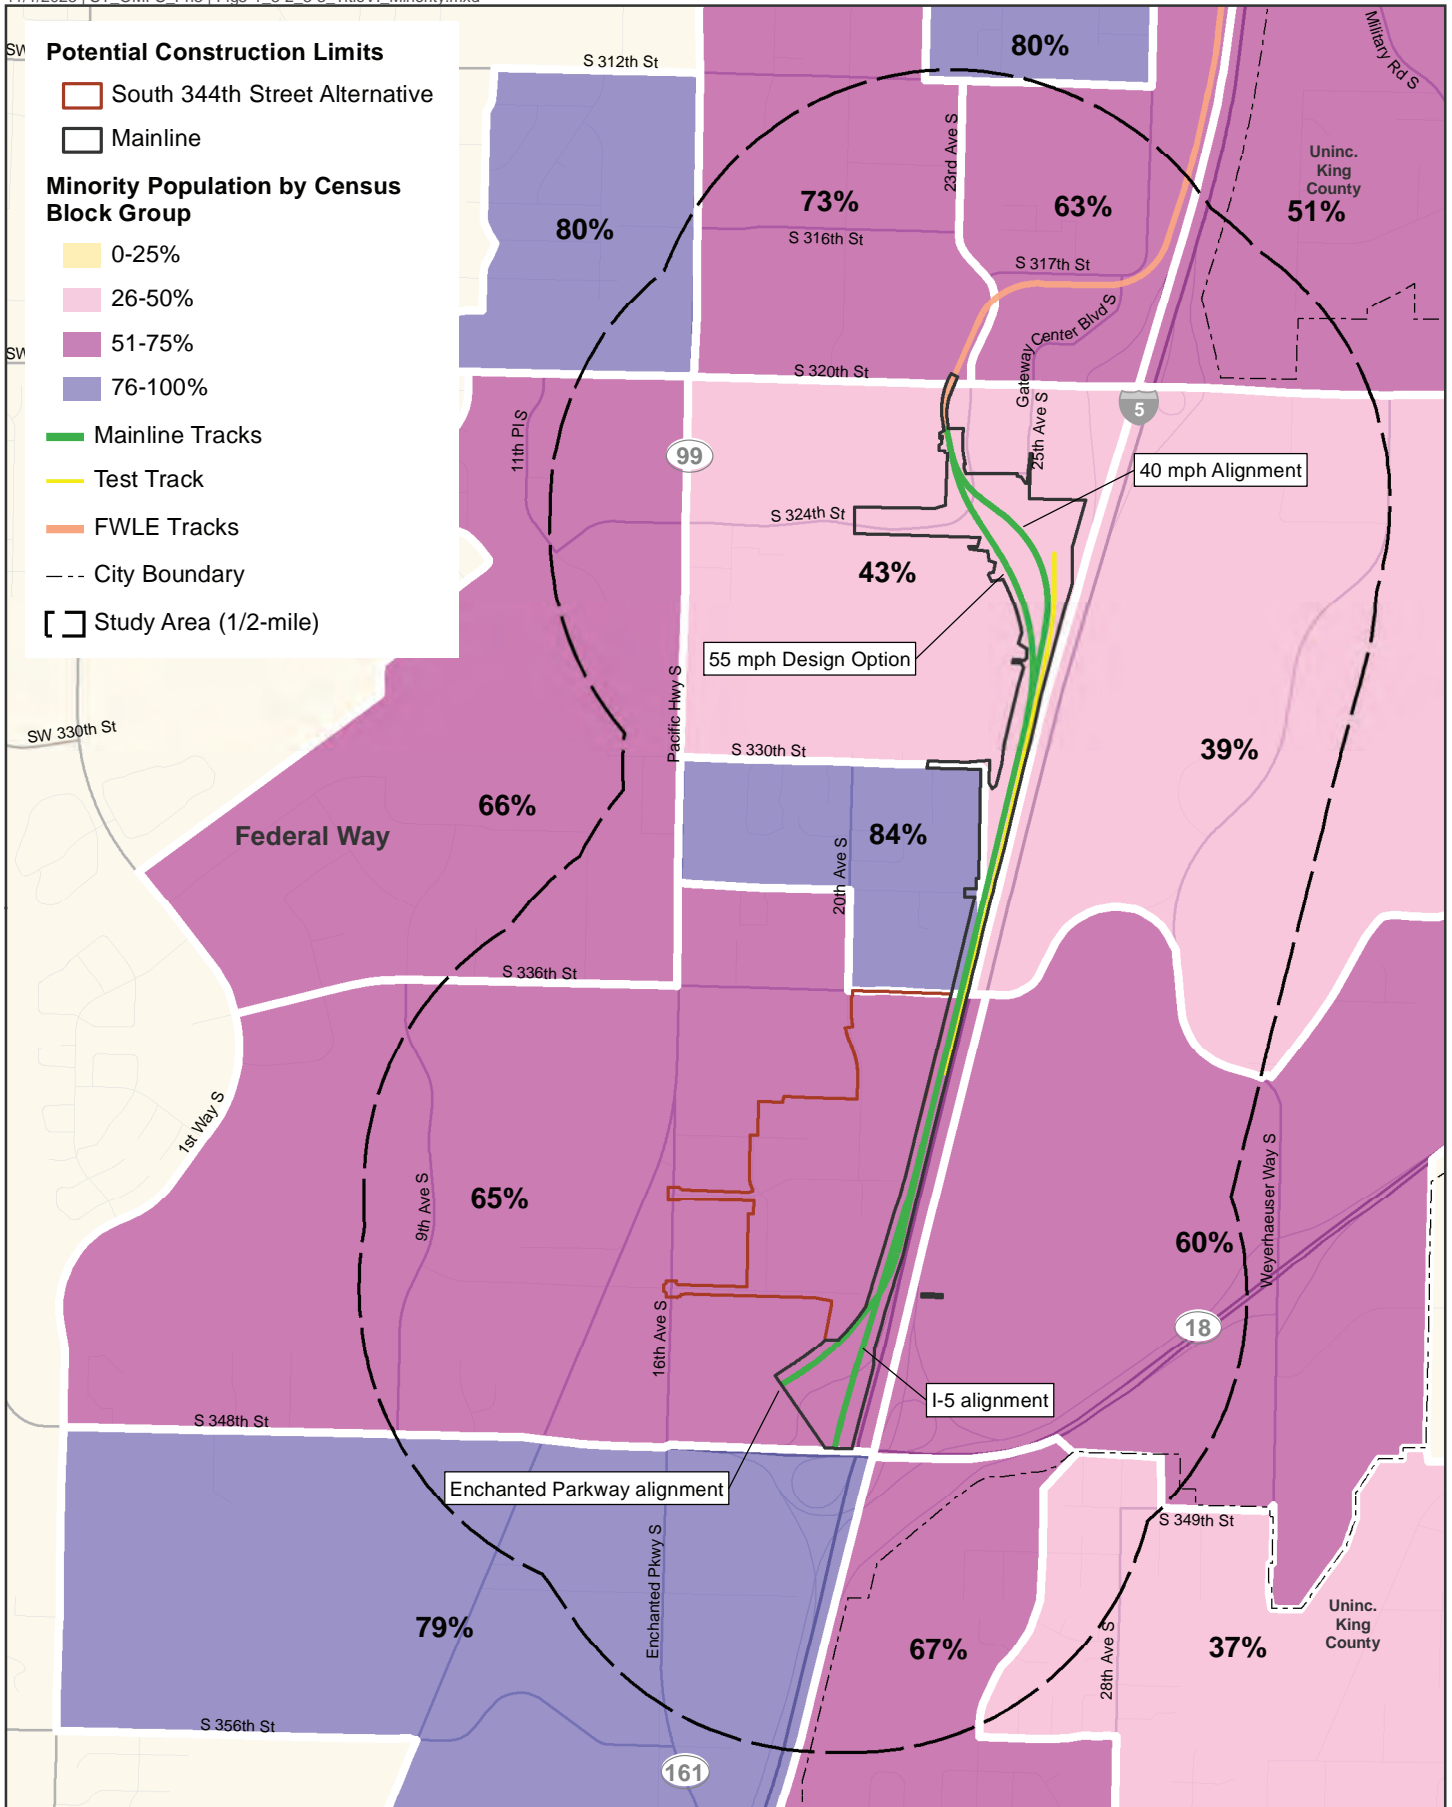 Potential Construction Limits
South 344th Street Alternative
Mainline
Minority Population by Census
Block Group
0-25%
26-50%
51-75%
76-100%
Mainline Tracks
Test Track
FWLE Tracks
City Boundary
Study Area (1/2-mile)
SW
SW
S 312th St
80%
Military Rd S
23rd Ave S
Uninc.
King
County
51%
80%
73%
63%
S 316th St
S 317th St
Gateway Center Blvd S
S 320th St
5
11th Pl S
25th Ave S
99
40 mph Alignment
S 324th St
43%
55 mph Design Option
Pacific Hwy S
SW 330th St
S 330th St
39%
66%
Federal Way
84%
20th Ave S
S 336th St
1st Way S
9th Ave S
65%
Weyerhaeuser Way S
60%
16th Ave S
18
I-5 alignment
S 348th St
Enchanted Parkway alignment
S 349th St
Enchanted Pkwy S
79%
67%
28th Ave S
37%
Uninc.
King
County
S 356th St
161